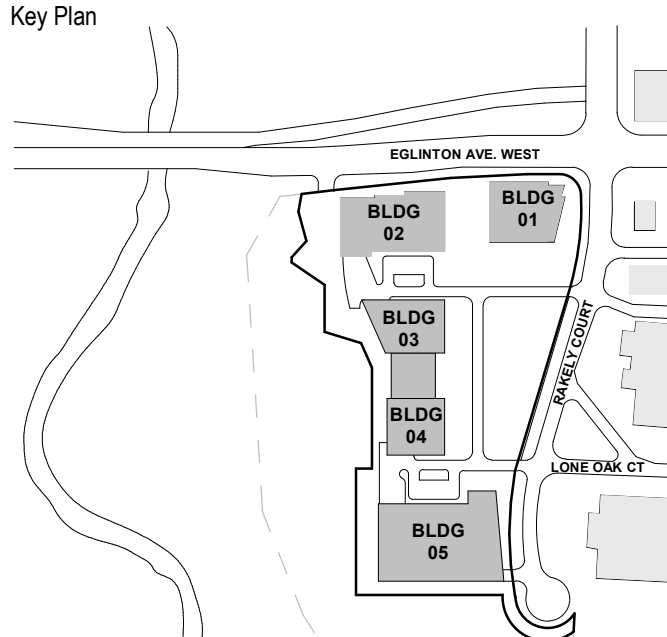 Key Plan
EGLINTON AVE. WEST
BLDG
01
BLDG
02
BLDG
03
RAKELY COURT
BLDG
04
LONE OAK CT
BLDG
05